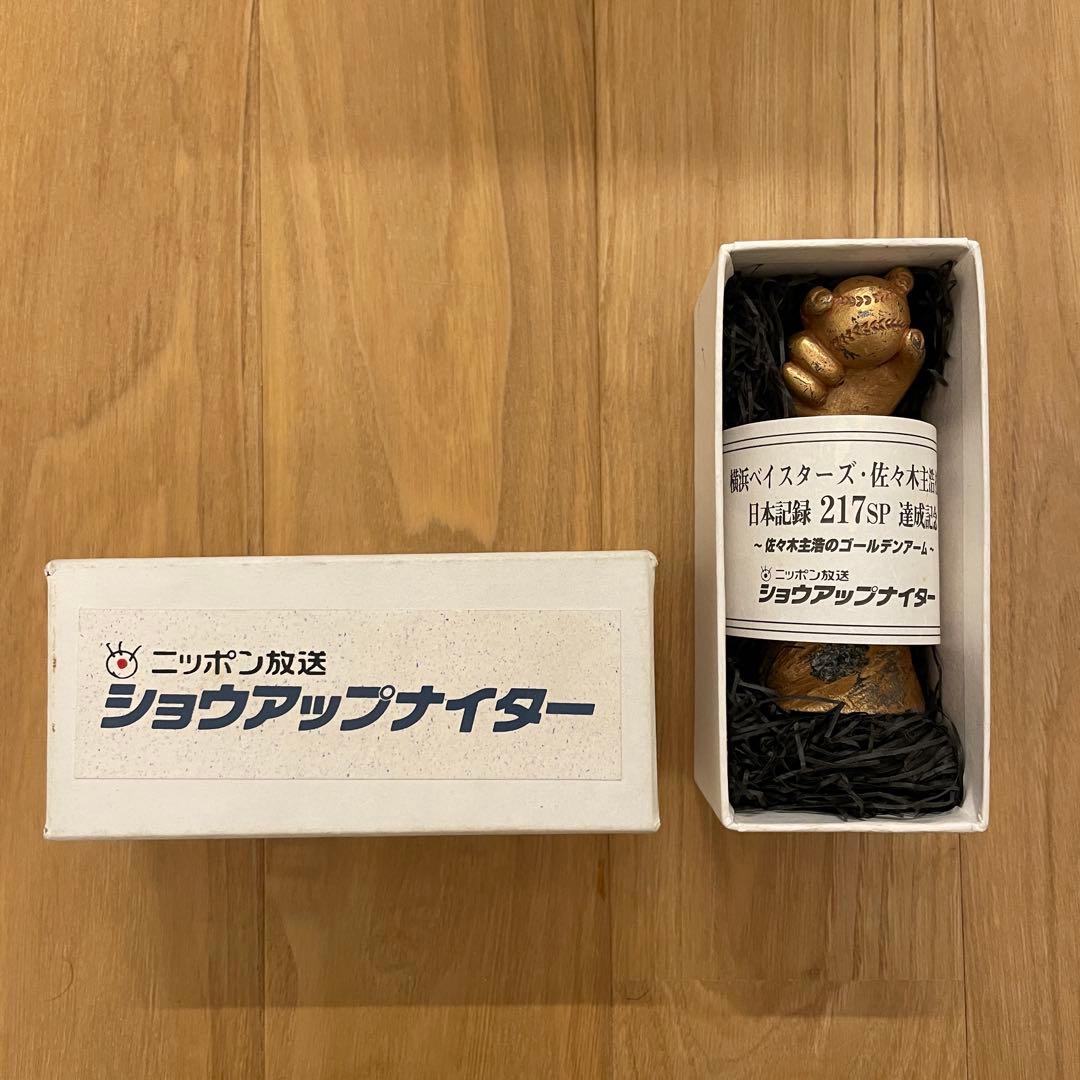 ニッポン放送
ショウアップナイター
横浜ベイスターズ・佐々木主浩
日本記録 217SP 達成記念
～佐々木主浩のゴールデンアーム～
ニッポン放送
ショウアップナイター